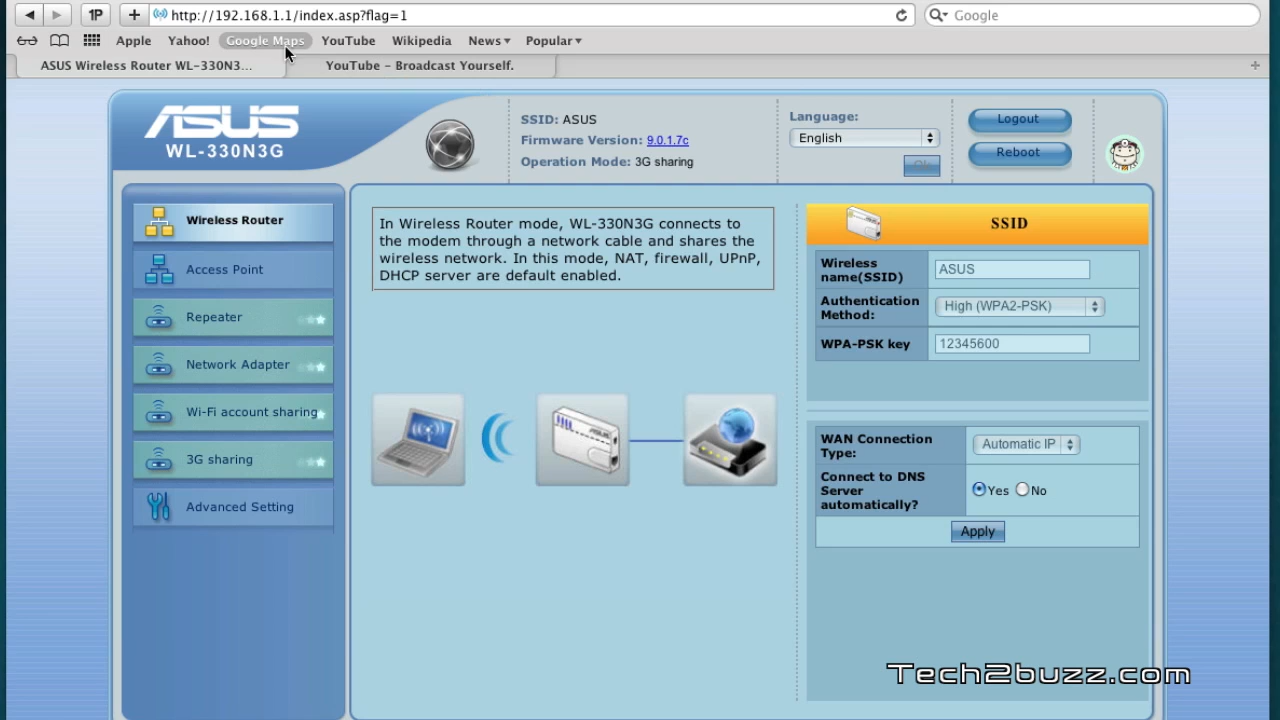 1P
http://192.168.1.1/index.asp?flag=1
Google
Apple
Yahoo!
Google Maps
YouTube
Wikipedia
News
Popular
ASUS Wireless Router WL-330N3...
YouTube – Broadcast Yourself.
ASUS
WL-330N3G
SSID: ASUS
Firmware Version: 9.0.1.7c
Operation Mode: 3G sharing
Language:
English
Ok
Logout
Reboot
Wireless Router
Access Point
Repeater
Network Adapter
Wi-Fi account sharing
3G sharing
Advanced Setting
In Wireless Router mode, WL-330N3G connects to
the modem through a network cable and shares the
wireless network. In this mode, NAT, firewall, UPnP,
DHCP server are default enabled.
ASUS
SSID
Wireless
name(SSID)
ASUS
Authentication
Method:
High (WPA2-PSK)
WPA-PSK key
12345600
WAN Connection
Type:
Automatic IP
Connect to DNS
Server
automatically?
Yes
No
Apply
Tech2buzz.com